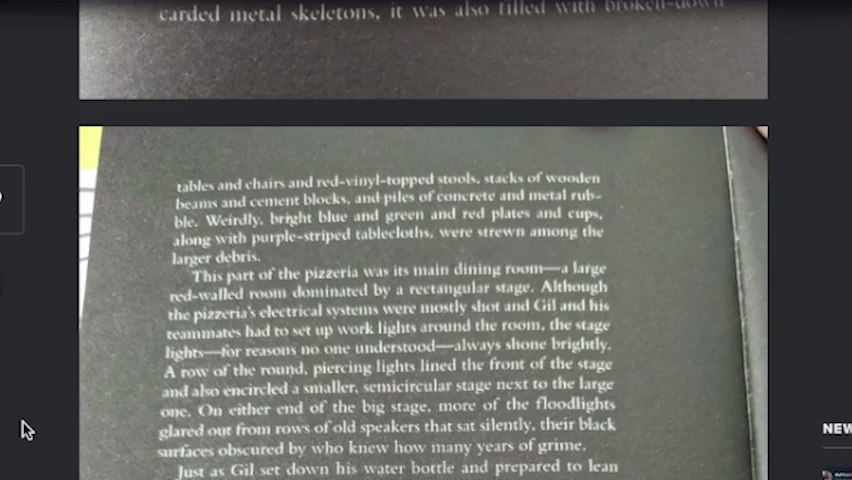 carded metal skeletons, it was also filled with broken-down
tables and chairs and red-vinyl-topped stools, stacks of wooden
beams and cement blocks, and piles of concrete and metal rub-
ble. Weirdly, bright blue and green and red plates and cups,
along with purple-striped tablecloths, were strewn among the
larger debris.
This part of the pizzeria was its main dining room—a large
red-walled room dominated by a rectangular stage. Although
the pizzeria's electrical systems were mostly shot and Gil and his
teammates had to set up work lights around the room, the stage
lights—for reasons no one understood—always shone brightly.
A row of the round, piercing lights lined the front of the stage
and also encircled a smaller, semicircular stage next to the large
one. On either end of the big stage, more of the floodlights
glared out from rows of old speakers that sat silently, their black
surfaces obscured by who knew how many years of grime.
Just as Gil set down his water bottle and prepared to lean
NEW